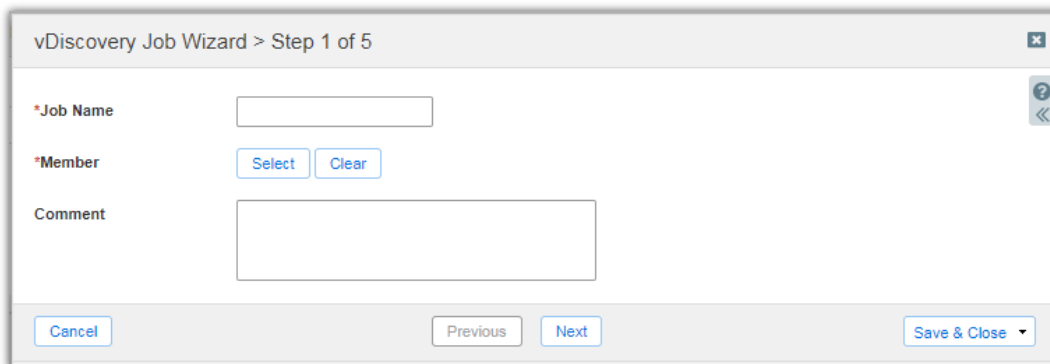 vDiscovery Job Wizard > Step 1 of 5
*Job Name
*Member Select Clear
Comment
Cancel Previous Next Save & Close